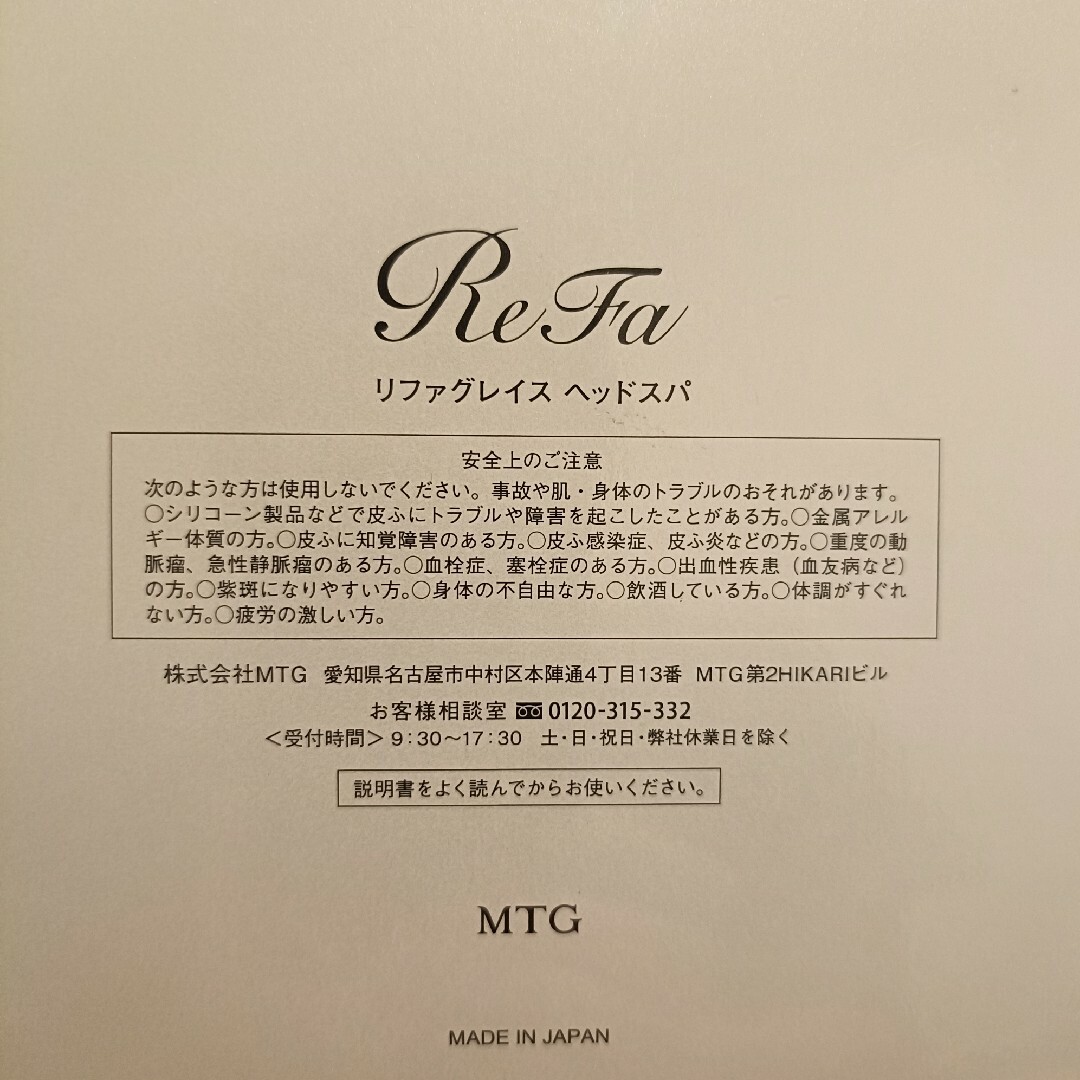 ReFa
リファグレイス ヘッドスパ
安全上のご注意
次のような方は使用しないでください。事故や肌・身体のトラブルのおそれがあります。
○シリコーン製品などで皮ふにトラブルや障害を起こしたことがある方。○金属アレル
ギー体質の方。○皮ふに知覚障害のある方。○皮ふ感染症、皮ふ炎などの方。○重度の動
脈瘤、急性静脈瘤のある方。○血栓症、塞栓症のある方。○出血性疾患（血友病など）
の方。○紫斑になりやすい方。○身体の不自由な方。○飲酒している方。○体調がすぐれ
ない方。○疲労の激しい方。
株式会社MTG 愛知県名古屋市中村区本陣通4丁目13番 MTG第2HIKARIビル
お客様相談室 0120-315-332
＜受付時間＞9：30～17：30 土・日・祝日・弊社休業日を除く
説明書をよく読んでからお使いください。
MTG
MADE IN JAPAN